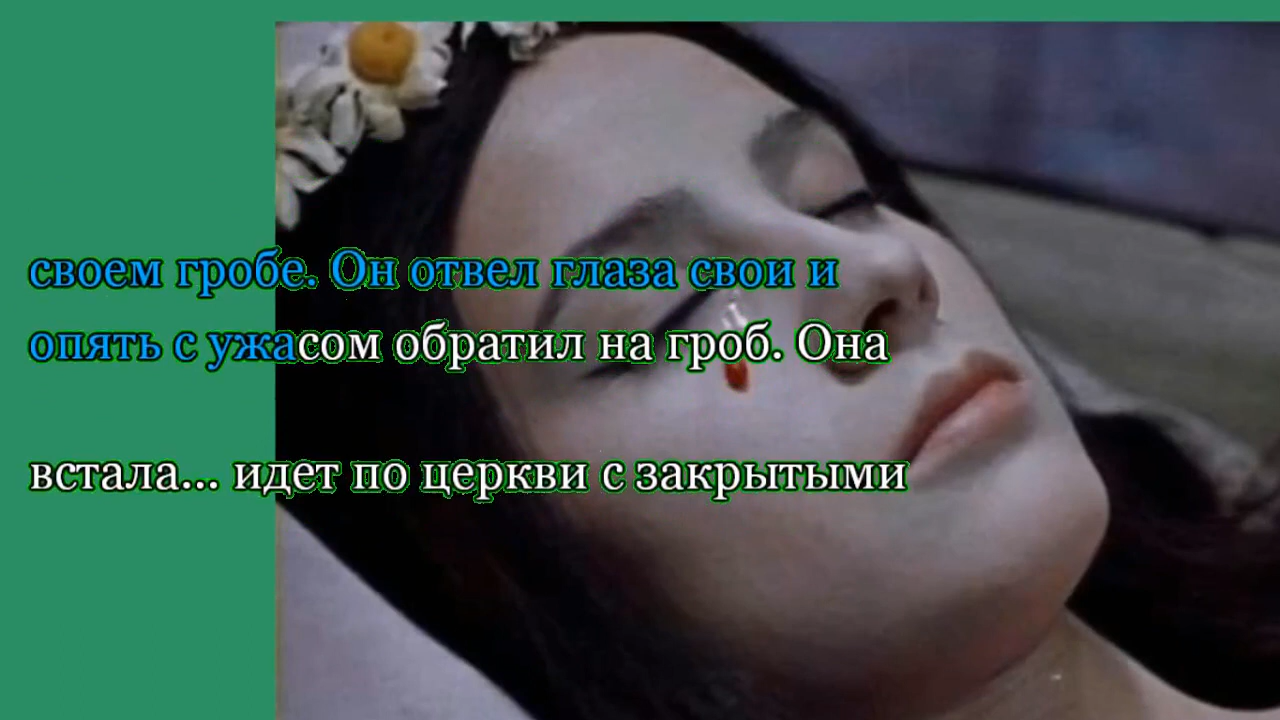 своем гробе. Он отвел глаза свои и
опять с ужасом обратил на гроб. Она
встала... идет по церкви с закрытыми